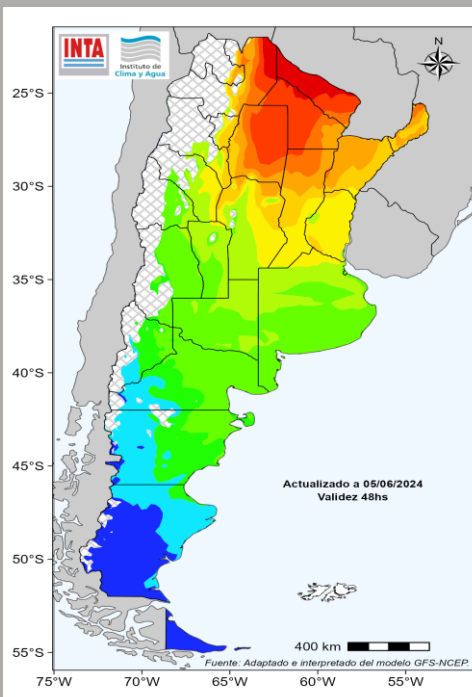 INTA
Instituto de
Clima y Agua
N
25°S
30°S
35°S
40°S
45°S
50°S
55°S
Actualizado a 05/06/2024
Validez 48hs
400 km
Fuente: Adaptado e interpretado del modelo GFS-NCEP.
75°W
70°W
65°W
60°W
55°W